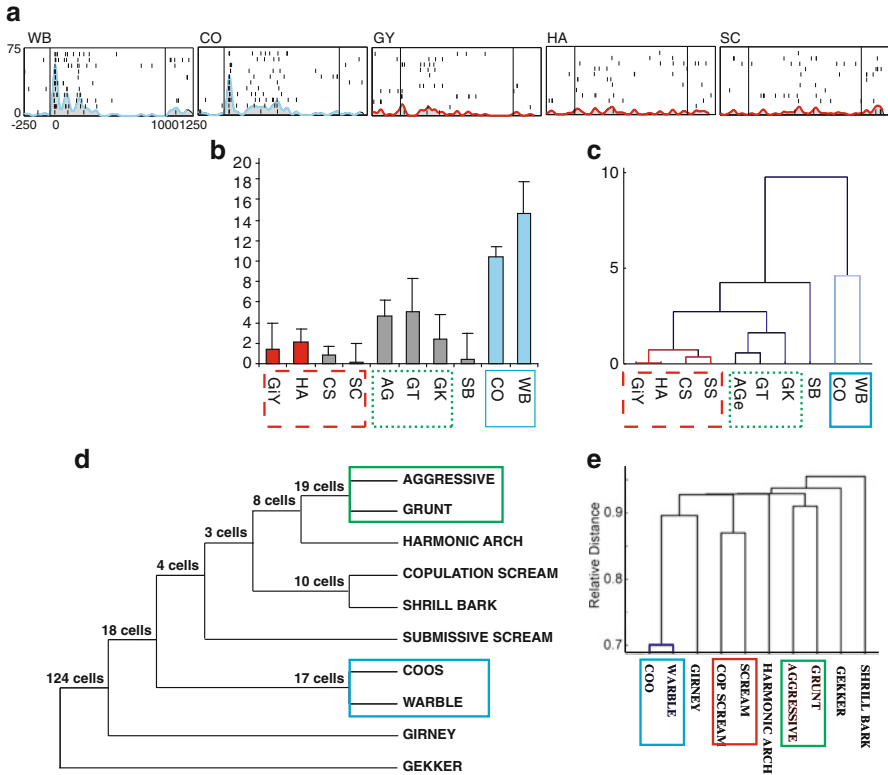 a
WB
CO
GY
HA
SC
75
0
-250
0
1000
1250
b
20
18
16
14
12
10
8
6
4
2
0
GiY
HA
CS
SC
AG
GT
GK
SB
CO
WB
c
10
5
0
GiY
HA
CS
SS
AGe
GT
GK
SB
CO
WB
d
124 cells
18 cells
4 cells
3 cells
8 cells
19 cells
10 cells
17 cells
AGGRESSIVE
GRUNT
HARMONIC ARCH
COPULATION SCREAM
SHRILL BARK
SUBMISSIVE SCREAM
COOS
WARBLE
GIRNEY
GEKKER
e
Relative Distance
0.9
0.8
0.7
COO
WARBLE
GIRNEY
COP SCREAM
SCREAM
HARMONIC ARCH
AGGRESSIVE
GRUNT
GEKKER
SHRILL BARK